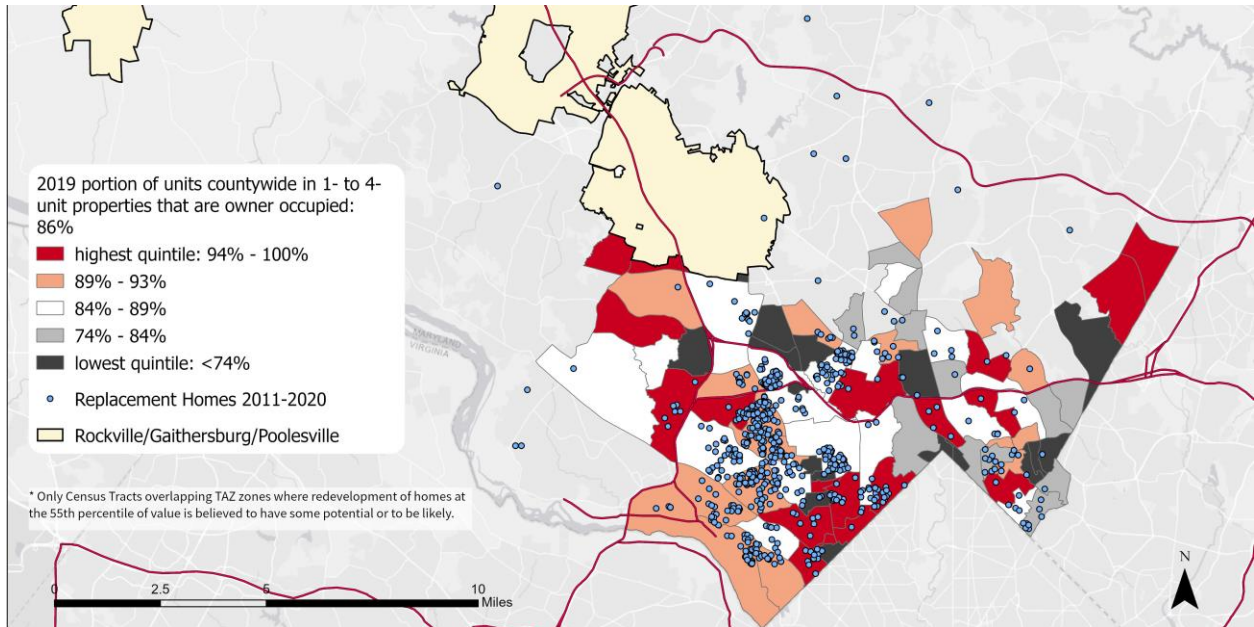 MARYLAND
VIRGINIA
2019 portion of units countywide in 1- to 4-
unit properties that are owner occupied:
86%
highest quintile: 94% - 100%
89% - 93%
84% - 89%
74% - 84%
lowest quintile: <74%
Replacement Homes 2011-2020
Rockville/Gaithersburg/Poolesville
* Only Census Tracts overlapping TAZ zones where redevelopment of homes at
the 55th percentile of value is believed to have some potential or to be likely.
0 2.5 5 10
Miles
N